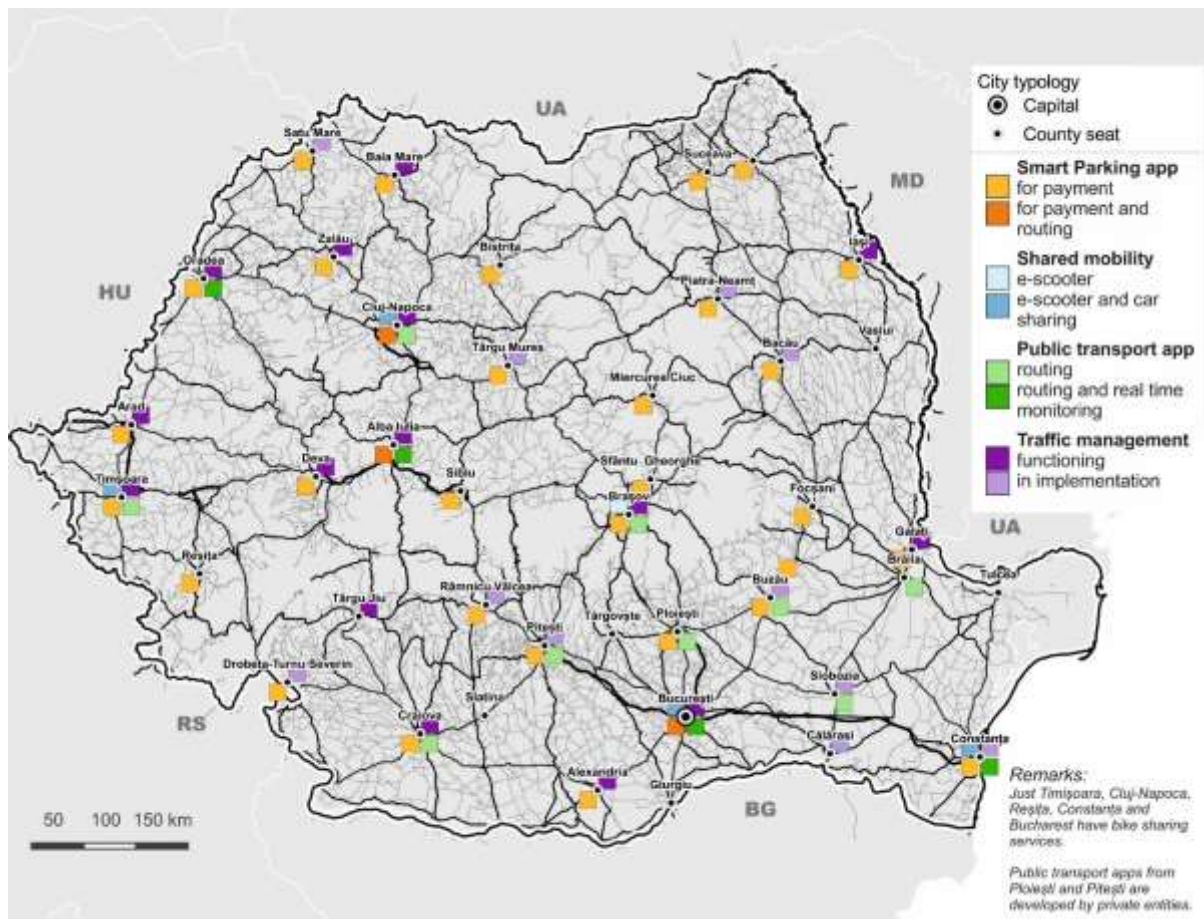 UA
Satu Mare
Baia Mare
Suceava
MD
Zalău
Bistrița
Iași
Oradea
HU
Piatra-Neamț
Cluj-Napoca
Vaslui
Târgu Mureș
Bacău
Miercurea Ciuc
Arad
Alba Iulia
Deva
Sfântu Gheorghe
Sibiu
Timșoara
Brașov
Focșani
UA
Galați
Reșița
Brăila
Tulcea
Râmnicu Vâlcea
Buzău
Târgu Jiu
Târgovște
Ploiești
Pitești
Drobeta-Turnu Severin
Slobozia
RS
Slatina
București
Craiova
Călărași
Constanța
Alexandria
Giurgiu
BG
50 100 150 km
City typology
Capital
County seat
Smart Parking app
for payment
for payment and
routing
Shared mobility
e-scooter
e-scooter and car
sharing
Public transport app
routing
routing and real time
monitoring
Traffic management
functioning
in implementation
Remarks:
Just Timișoara, Cluj-Napoca,
Reșița, Constanța and
Bucharest have bike sharing
services.
Public transport apps from
Ploiești and Pitești are
developed by private entities.